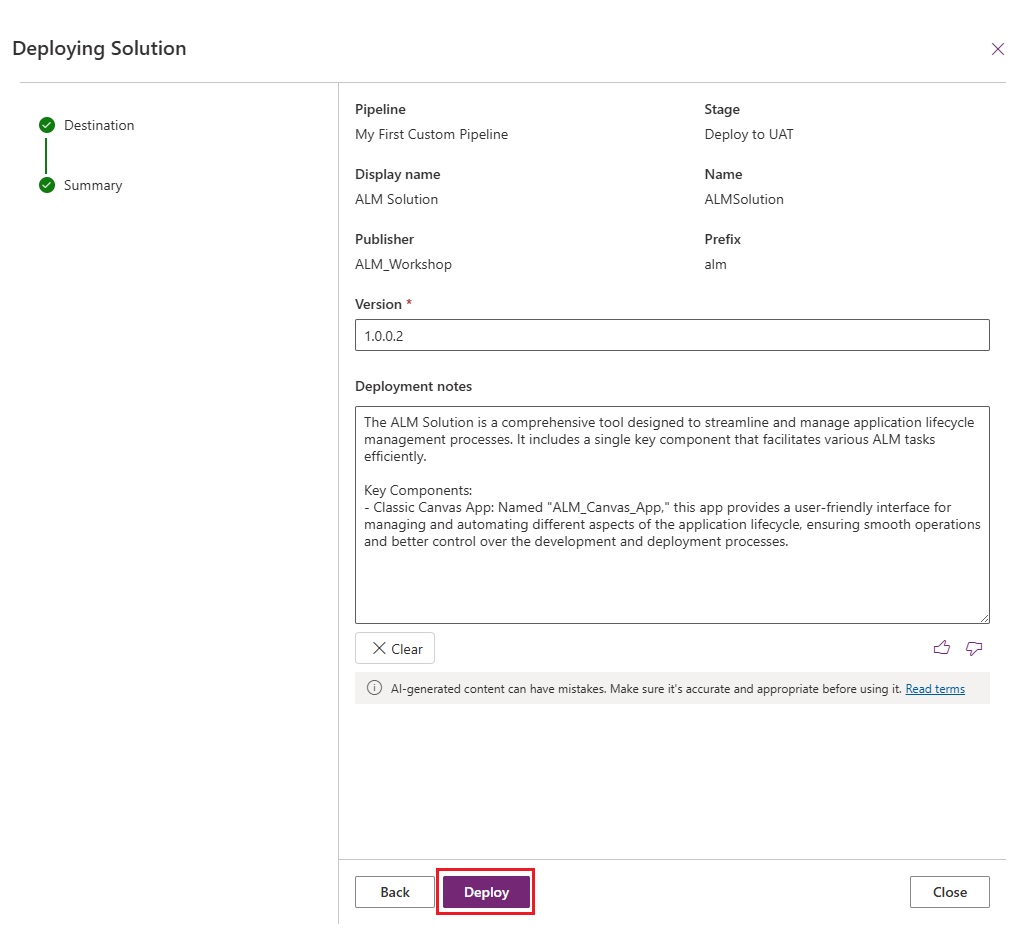 Deploying Solution
Destination
Summary
Pipeline
My First Custom Pipeline
Stage
Deploy to UAT
Display name
ALM Solution
Name
ALMSolution
Publisher
ALM_Workshop
Prefix
alm
Version *
1.0.0.2
Deployment notes
The ALM Solution is a comprehensive tool designed to streamline and manage application lifecycle
management processes. It includes a single key component that facilitates various ALM tasks
efficiently.
Key Components:
- Classic Canvas App: Named "ALM_Canvas_App," this app provides a user-friendly interface for
managing and automating different aspects of the application lifecycle, ensuring smooth operations
and better control over the development and deployment processes.
Clear
AI-generated content can have mistakes. Make sure it's accurate and appropriate before using it. Read terms
Back
Deploy
Close